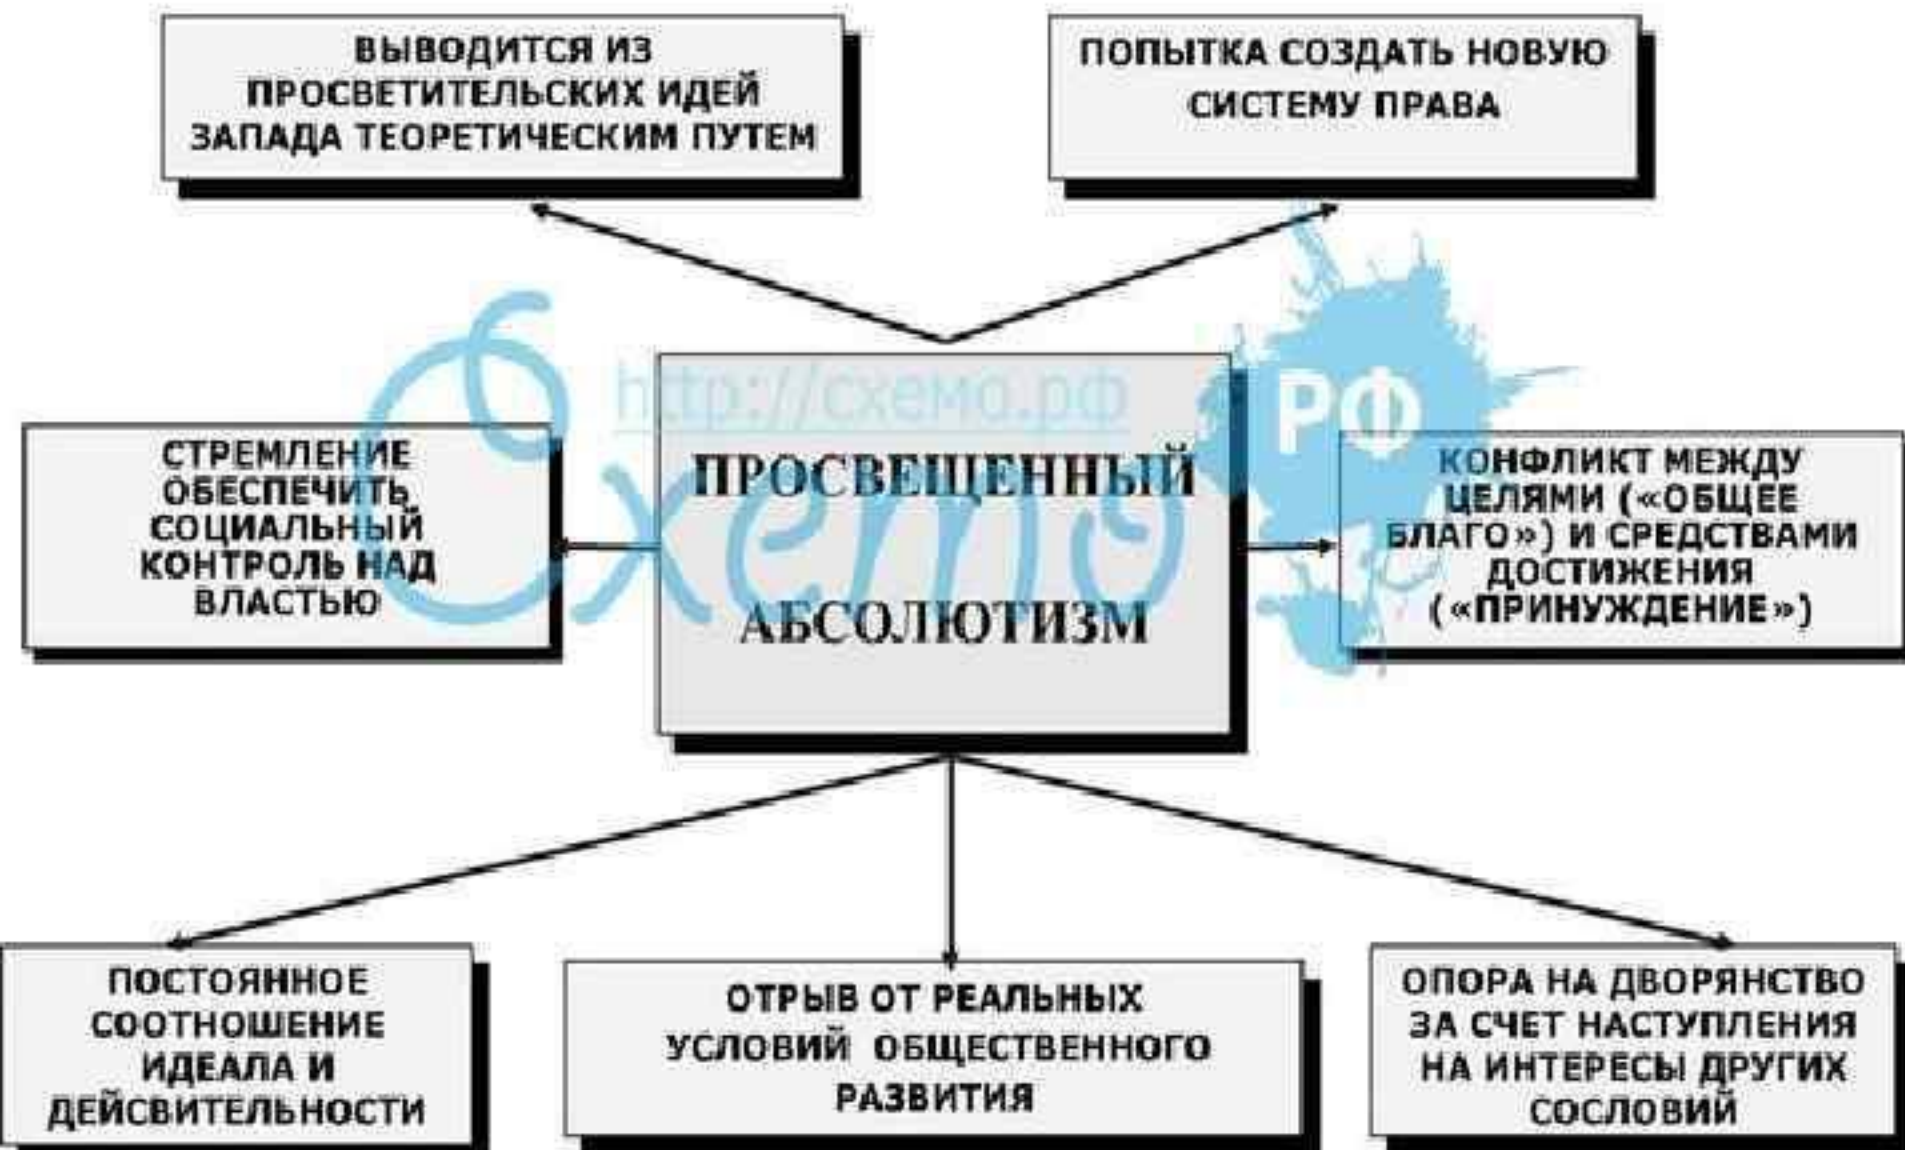 ВЫВОДИТСЯ ИЗ
ПРОСВЕТИТЕЛЬСКИХ ИДЕЙ
ЗАПАДА ТЕОРЕТИЧЕСКИМ ПУТЕМ
ПОПЫТКА СОЗДАТЬ НОВУЮ
СИСТЕМУ ПРАВА
http://схемо.рф
Схемо
РФ
СТРЕМЛЕНИЕ
ОБЕСПЕЧИТЬ
СОЦИАЛЬНЫЙ
КОНТРОЛЬ НАД
ВЛАСТЬЮ
ПРОСВЕЩЕННЫЙ
АБСОЛЮТИЗМ
КОНФЛИКТ МЕЖДУ
ЦЕЛЯМИ («ОБЩЕЕ
БЛАГО») И СРЕДСТВАМИ
ДОСТИЖЕНИЯ
(«ПРИНУЖДЕНИЕ»)
ПОСТОЯННОЕ
СООТНОШЕНИЕ
ИДЕАЛА И
ДЕЙСВИТЕЛЬНОСТИ
ОТРЫВ ОТ РЕАЛЬНЫХ
УСЛОВИЙ ОБЩЕСТВЕННОГО
РАЗВИТИЯ
ОПОРА НА ДВОРЯНСТВО
ЗА СЧЕТ НАСТУПЛЕНИЯ
НА ИНТЕРЕСЫ ДРУГИХ
СОСЛОВИЙ